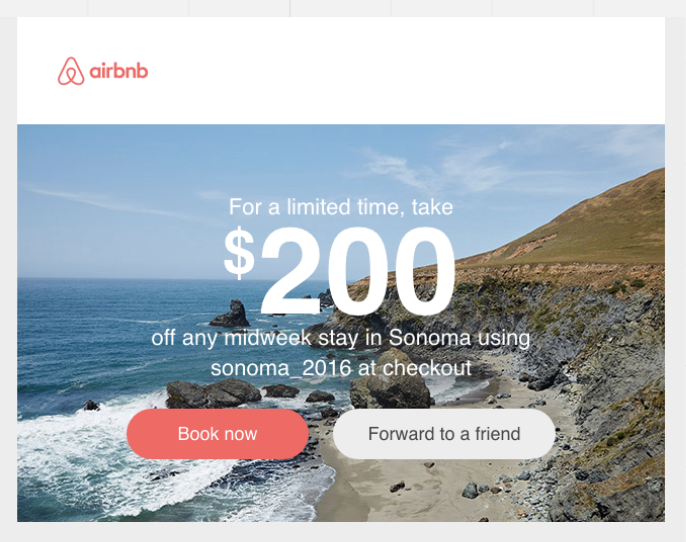 airbnb
For a limited time, take
$200
off any midweek stay in Sonoma using
sonoma_2016 at checkout
Book now
Forward to a friend